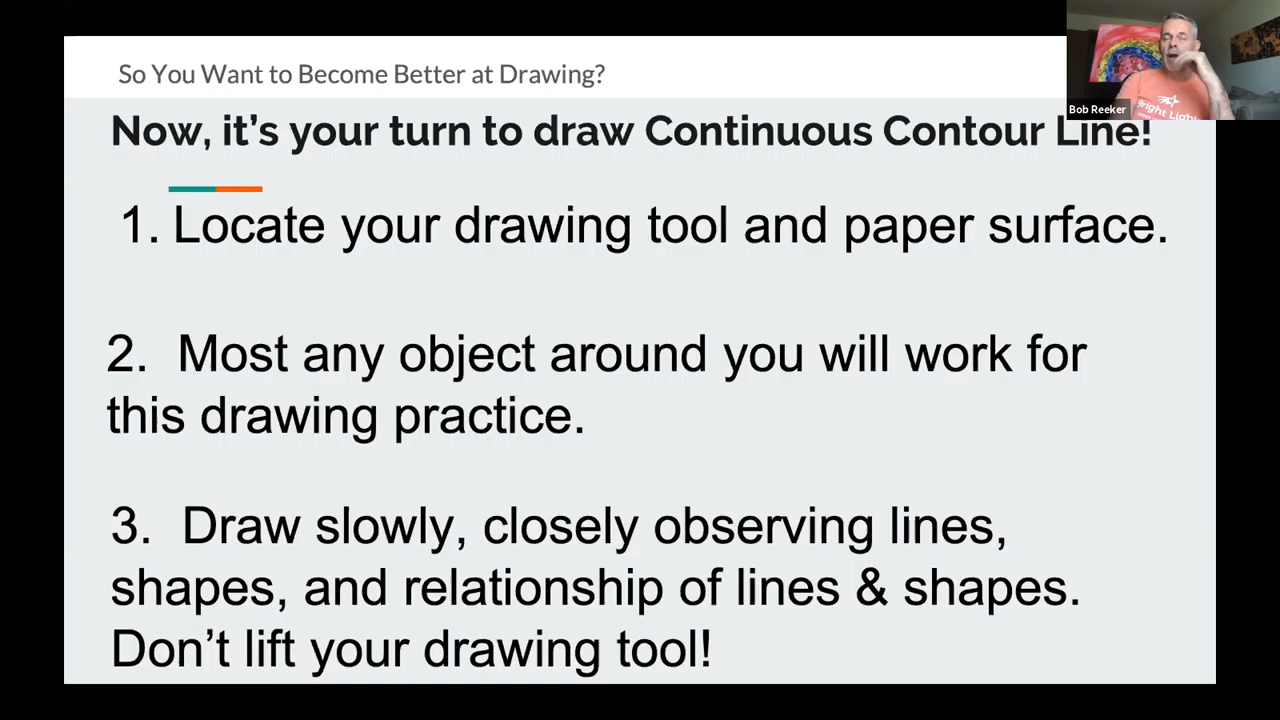 So You Want to Become Better at Drawing?
Now, it's your turn to draw Continuous Contour Line!
1. Locate your drawing tool and paper surface.
2. Most any object around you will work for
this drawing practice.
3. Draw slowly, closely observing lines,
shapes, and relationship of lines & shapes.
Don't lift your drawing tool!
Bob Reeker
Bright Light